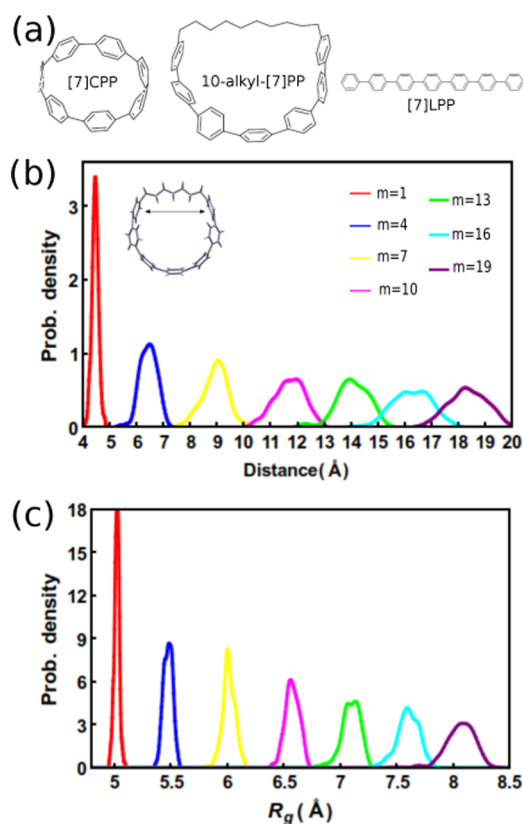 (a)
[7]CPP
10-alkyl-[7]PP
[7]LPP
(b)
Prob. density
3
2
1
0
m=1
m=4
m=7
m=10
m=13
m=16
m=19
4 5 6 7 8 9 10 11 12 13 14 15 16 17 18 19 20
Distance(Å)
(c)
Prob. density
18
15
12
9
6
3
0
5 5.5 6 6.5 7 7.5 8 8.5
Rg(Å)